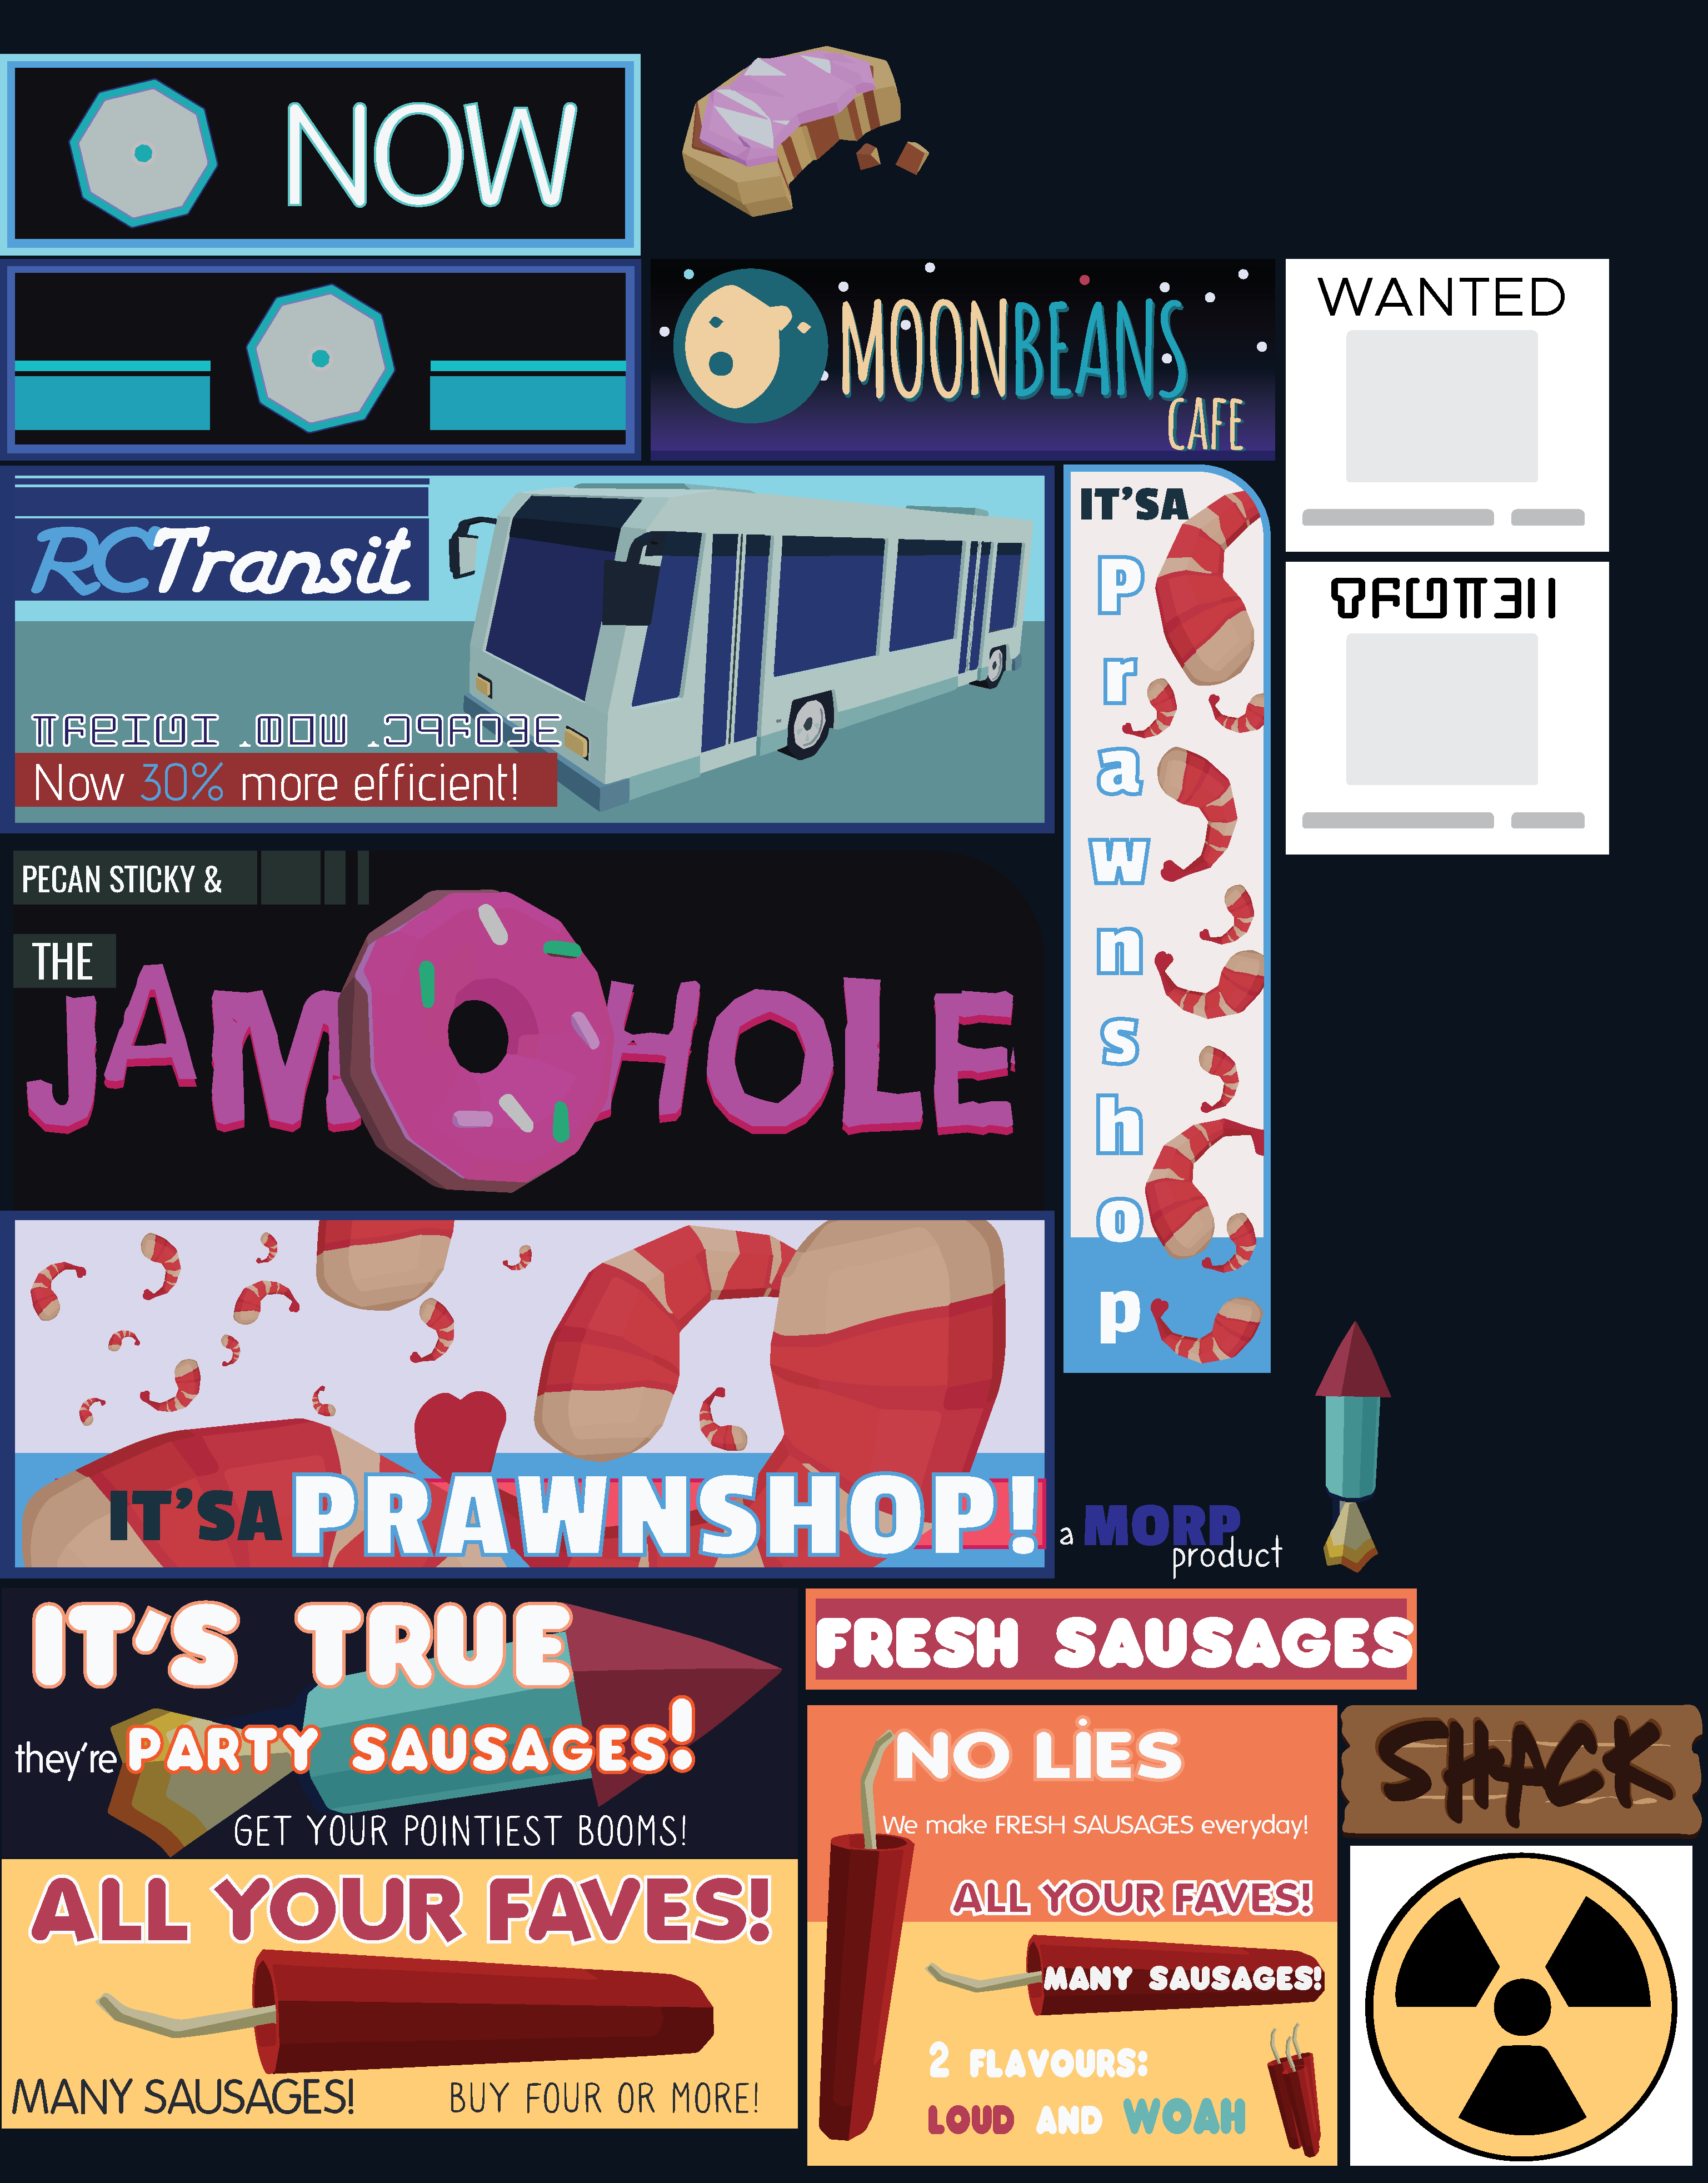 NOW
MOONBEANS
CAFE
WANTED
RCTransit
Now 30% more efficient!
IT'SA
Prawnshop
PECAN STICKY &
THE
JAM HOLE
IT'SA PRAWNSHOP!
a MORP
product
IT'S TRUE
they're PARTY SAUSAGES!
GET YOUR POINTIEST BOOMS!
FRESH SAUSAGES
NO LiES
We make FRESH SAUSAGES everyday!
ALL YOUR FAVES!
MANY SAUSAGES!
2 FLAVOURS:
LOUD AND WOAH
SHACK
ALL YOUR FAVES!
MANY SAUSAGES!
BUY FOUR OR MORE!